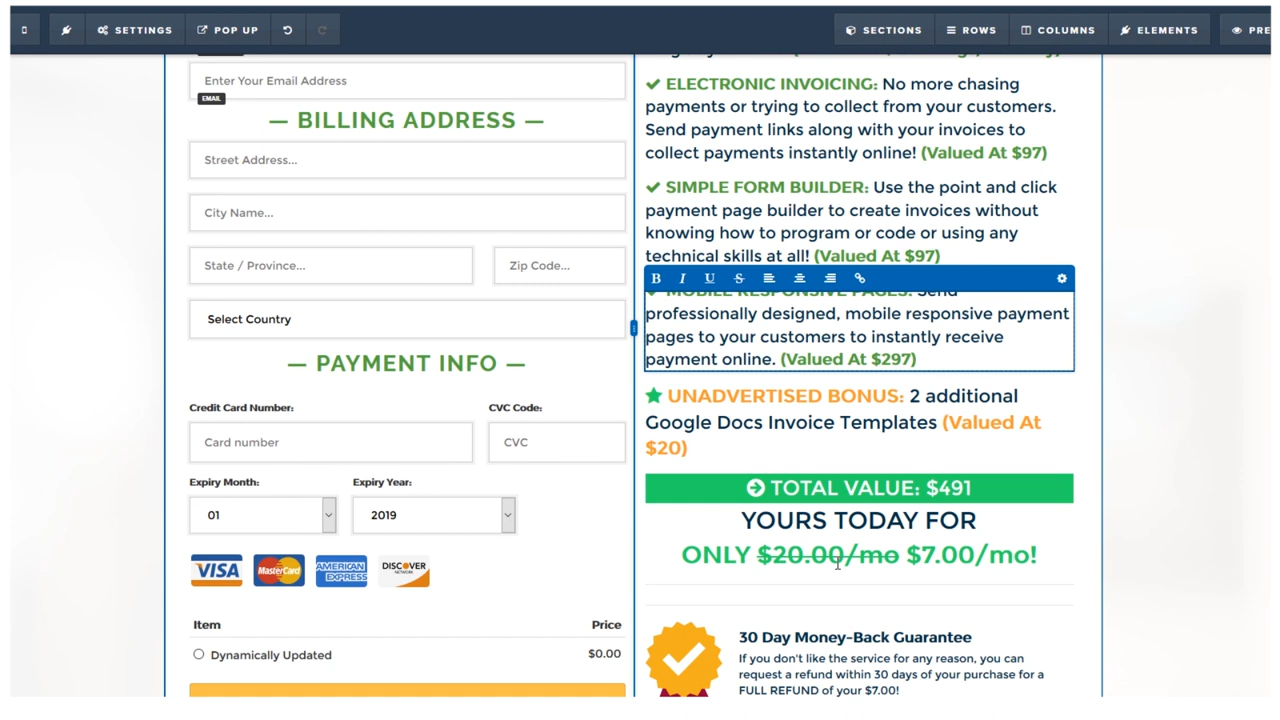 SETTINGS
POP UP
SECTIONS
ROWS
COLUMNS
ELEMENTS
PRE
Enter Your Email Address
EMAIL
— BILLING ADDRESS —
Street Address...
City Name...
State / Province...
Zip Code...
Select Country
— PAYMENT INFO —
Credit Card Number:
CVC Code:
Card number
CVC
Expiry Month:
Expiry Year:
01
2019
VISA
MasterCard
AMERICAN EXPRESS
DISCOVER
NETWORK
Item
Price
Dynamically Updated
$0.00
ELECTRONIC INVOICING: No more chasing
payments or trying to collect from your customers.
Send payment links along with your invoices to
collect payments instantly online! (Valued At $97)
SIMPLE FORM BUILDER: Use the point and click
payment page builder to create invoices without
knowing how to program or code or using any
technical skills at all! (Valued At $97)
B I U S
MOBILE RESPONSIVE PAGES: Send
professionally designed, mobile responsive payment
pages to your customers to instantly receive
payment online. (Valued At $297)
UNADVERTISED BONUS: 2 additional
Google Docs Invoice Templates (Valued At
$20)
TOTAL VALUE: $491
YOURS TODAY FOR
ONLY $20.00/mo $7.00/mo!
30 Day Money-Back Guarantee
If you don't like the service for any reason, you can
request a refund within 30 days of your purchase for a
FULL REFUND of your $7.00!